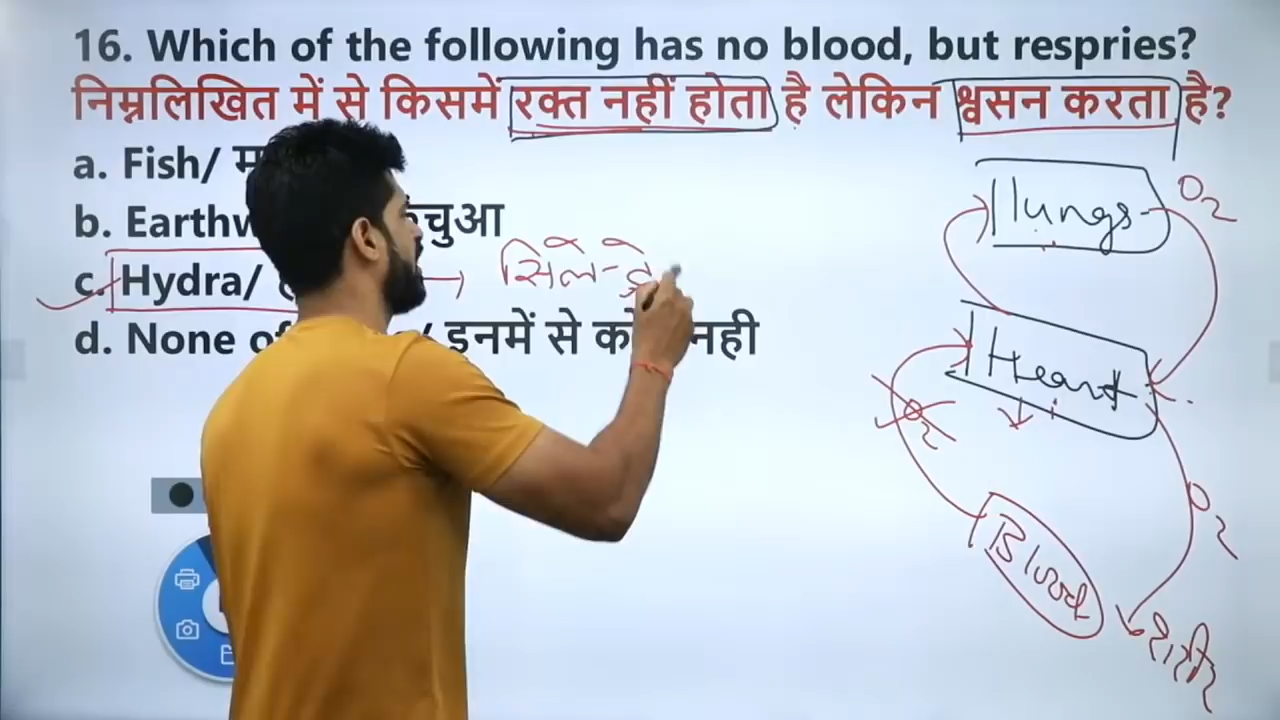 16. Which of the following has no blood, but respries?
निम्नलिखित में से किसमें रक्त नहीं होता है लेकिन श्वसन करता है?
a. Fish/
b. Earthw
c. Hydra/
d. None of / इनमें से को नही
lungs
O2
Heart
O2
O2
Blood